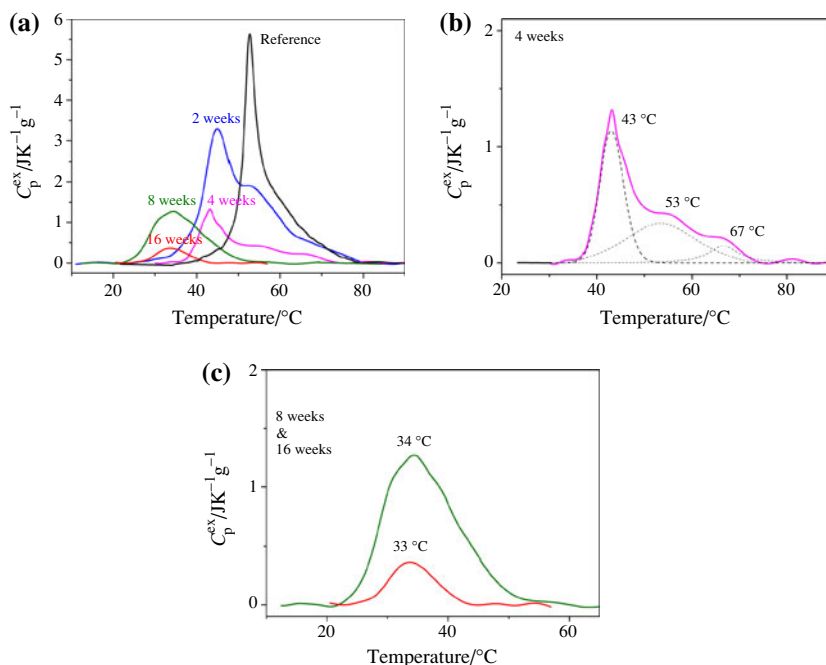 (a)
6
5
4
3
2
1
0
Reference
2 weeks
8 weeks
4 weeks
16 weeks
20 40 60 80
Temperature/°C
C_p^ex/JK⁻¹g⁻¹
(b)
2
1
0
4 weeks
43 °C
53 °C
67 °C
20 40 60 80
Temperature/°C
C_p^ex/JK⁻¹g⁻¹
(c)
2
1
0
8 weeks
&
16 weeks
34 °C
33 °C
20 40 60
Temperature/°C
C_p^ex/JK⁻¹g⁻¹